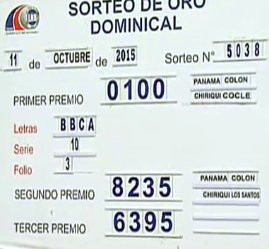 SORTEO DE ORO
DOMINICAL
11 de OCTUBRE de 2015 Sorteo N° 5038
PRIMER PREMIO 0100 PANAMA COLON
CHIRIQUI COCLE
Letras BBCA
Serie 10
Folio 3
SEGUNDO PREMIO 8235 PANAMA COLON
CHIRIQUI LOS SANTOS
TERCER PREMIO 6395